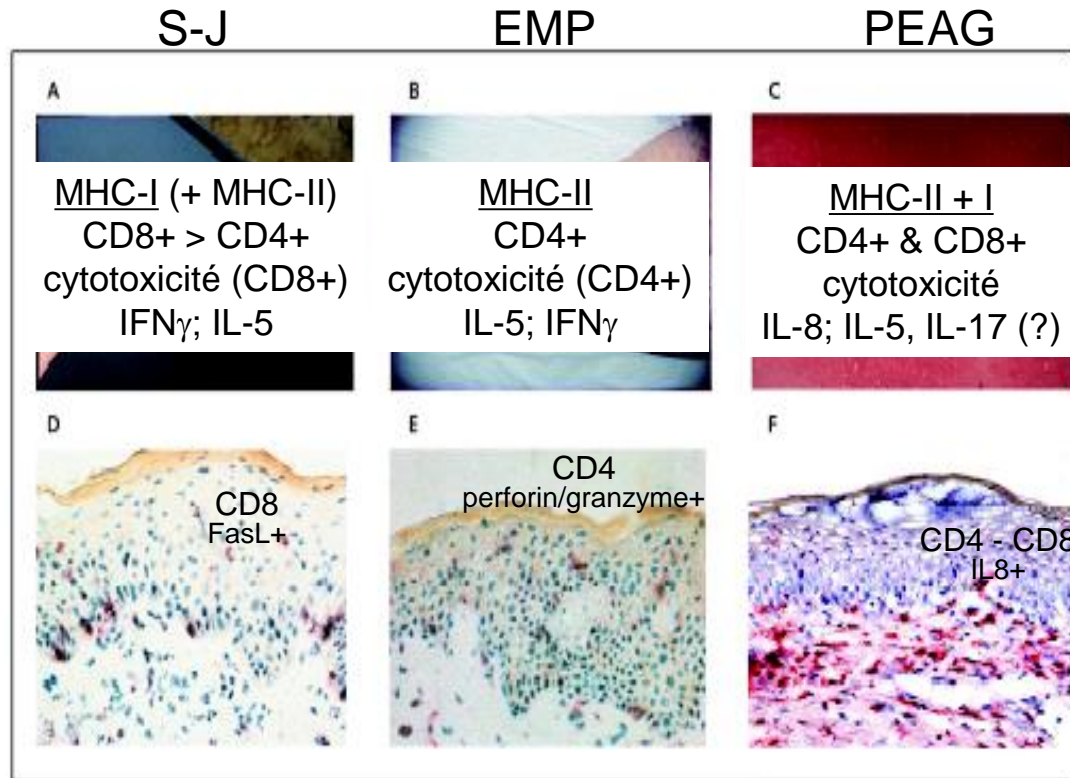 S-J
EMP
PEAG
A
B
C
MHC-I (+ MHC-II)
CD8+ > CD4+
cytotoxicité (CD8+)
IFNγ; IL-5
MHC-II
CD4+
cytotoxicité (CD4+)
IL-5; IFNγ
MHC-II + I
CD4+ & CD8+
cytotoxicité
IL-8; IL-5, IL-17 (?)
D
E
F
CD8
FasL+
CD4
perforin/granzyme+
CD4 - CD8
IL8+